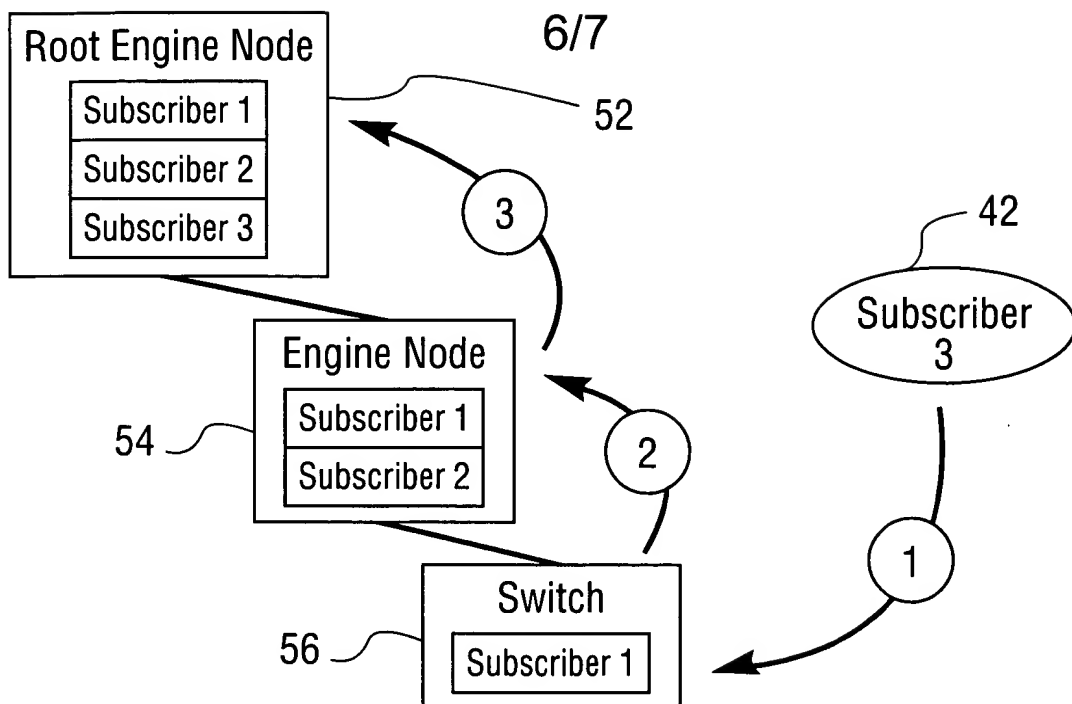 6/7
Root Engine Node
Subscriber 1
Subscriber 2
Subscriber 3
52
3
42
Subscriber
3
Engine Node
Subscriber 1
Subscriber 2
54
2
1
Switch
Subscriber 1
56